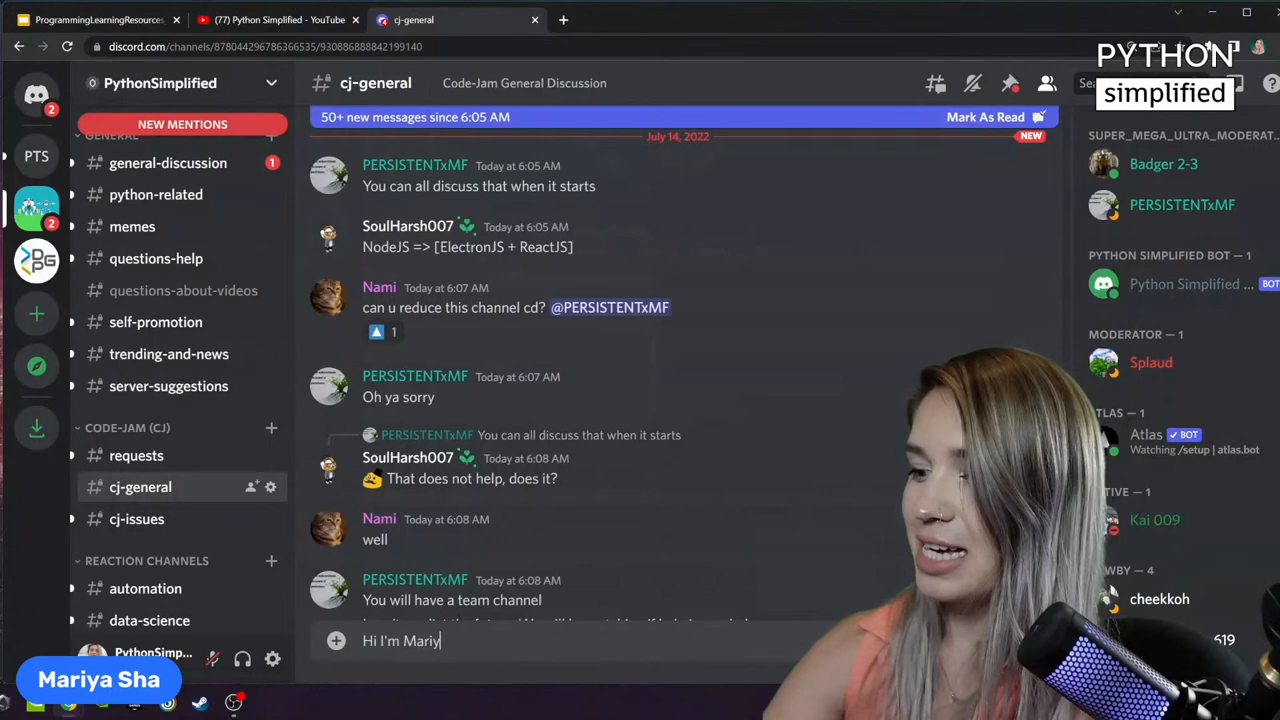 ProgrammingLearningResources
(77) Python Simplified - YouTube
cj-general
discord.com/channels/878044296786366535/930886888842199140
PYTHON
simplified
PythonSimplified
cj-general
Code-Jam General Discussion
NEW MENTIONS
50+ new messages since 6:05 AM
Mark As Read
July 14, 2022
NEW
2
PTS
2
general-discussion
1
python-related
memes
questions-help
questions-about-videos
self-promotion
trending-and-news
server-suggestions
CODE-JAM (CJ)
requests
cj-general
cj-issues
REACTION CHANNELS
automation
data-science
PythonSimp...
PERSISTENTxMF Today at 6:05 AM
You can all discuss that when it starts
SoulHarsh007 Today at 6:05 AM
NodeJS => [ElectronJS + ReactJS]
Nami Today at 6:07 AM
can u reduce this channel cd? @PERSISTENTxMF
1
PERSISTENTxMF Today at 6:07 AM
Oh ya sorry
PERSISTENTxMF You can all discuss that when it starts
SoulHarsh007 Today at 6:08 AM
That does not help, does it?
Nami Today at 6:08 AM
well
PERSISTENTxMF Today at 6:08 AM
You will have a team channel
Hi I'm Mariy
SUPER_MEGA_ULTRA_MODERAT...
Badger 2-3
PERSISTENTxMF
PYTHON SIMPLIFIED BOT — 1
Python Simplified ... BOT
MODERATOR — 1
Splaud
Atlas BOT
Watching /setup | atlas.bot
Kai 009
cheekkoh
619
Mariya Sha